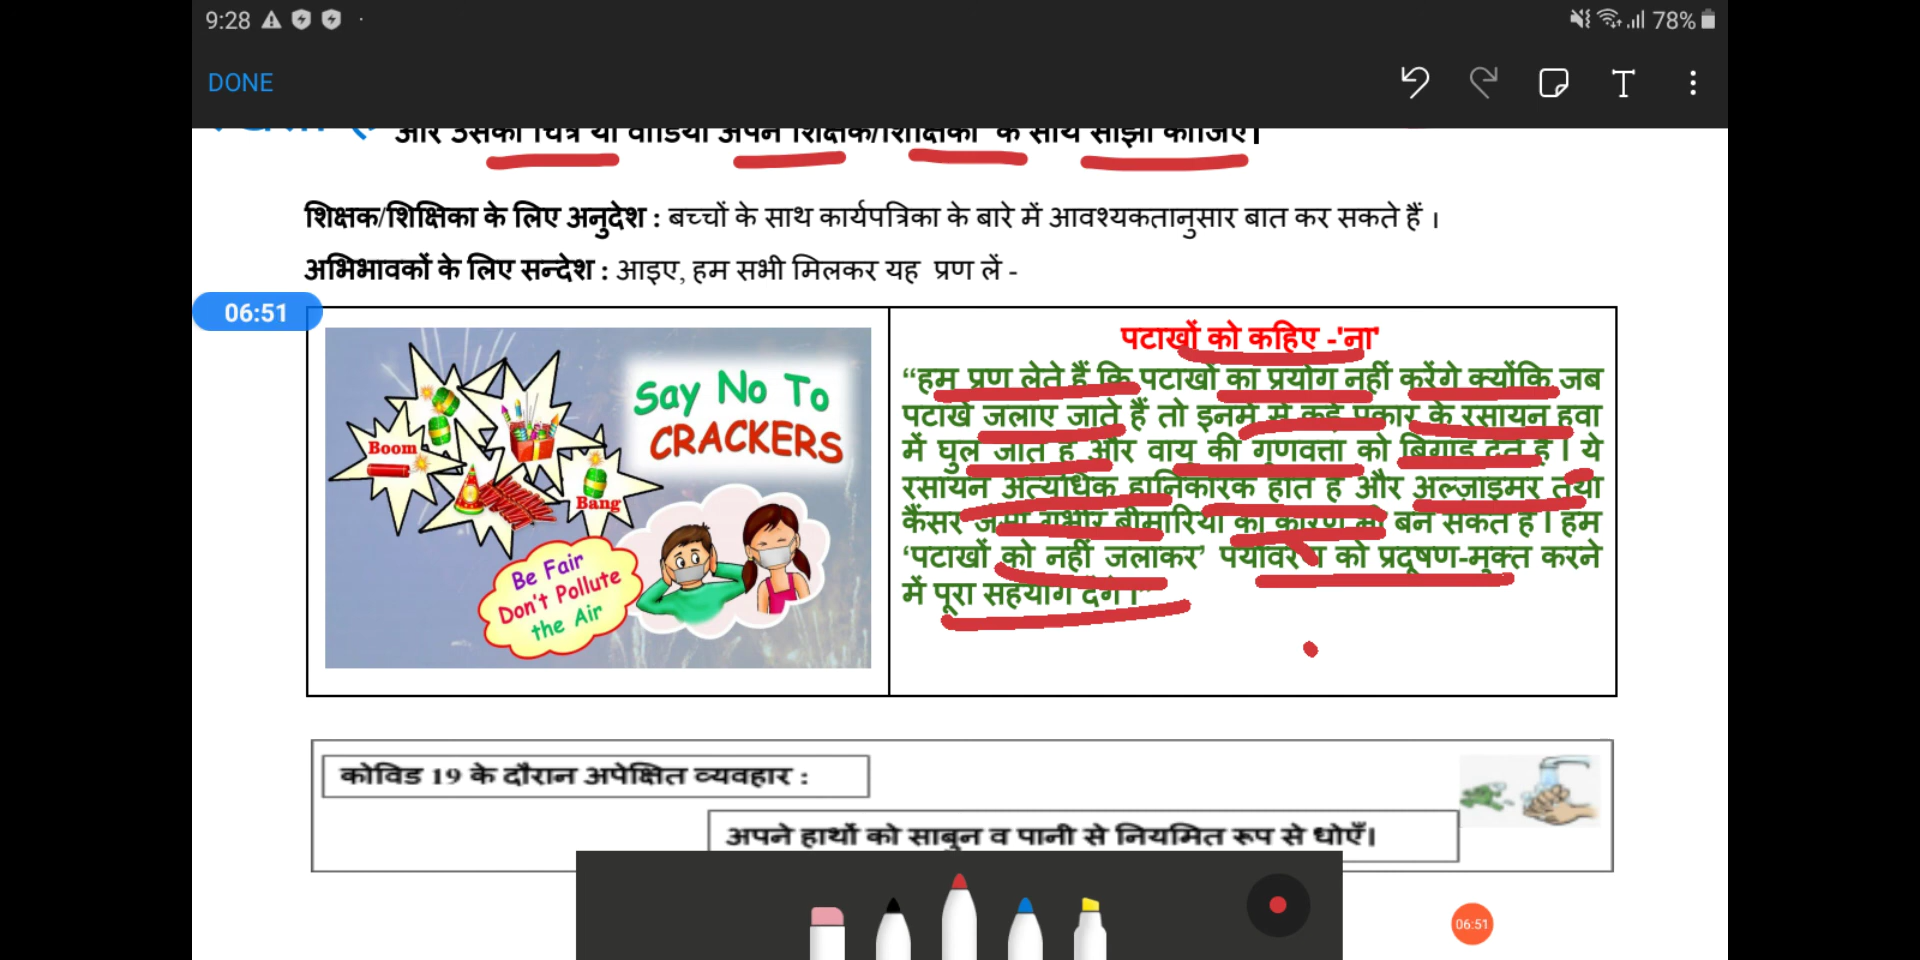 9:28
78%
DONE
और उसका चित्र या वीडियो अपने शिक्षक/शिक्षिका के साथ साझा कीजिए।
शिक्षक/शिक्षिका के लिए अनुदेश : बच्चों के साथ कार्यपत्रिका के बारे में आवश्यकतानुसार बात कर सकते हैं ।
अभिभावकों के लिए सन्देश : आइए, हम सभी मिलकर यह प्रण लें -
06:51
Say No To
CRACKERS
Boom
Bang
Be Fair
Don't Pollute
the Air
पटाखों को कहिए -'ना'
“हम प्रण लेते हैं कि पटाखों का प्रयोग नहीं करेंगे क्योंकि जब
पटाखे जलाए जाते हैं तो इनमें से कई प्रकार के रसायन हवा
में घुल जाते हैं और वायु की गुणवत्ता को बिगाड़ देते हैं । ये
रसायन अत्यधिक हानिकारक होते हैं और अल्ज़ाइमर तथा
कैंसर जैसी गंभीर बीमारियों का कारण भी बन सकते हैं । हम
‘पटाखों को नहीं जलाकर’ पर्यावरण को प्रदूषण-मुक्त करने
में पूरा सहयोग देंगे ।”
कोविड 19 के दौरान अपेक्षित व्यवहार :
अपने हाथों को साबुन व पानी से नियमित रूप से धोएँ।
06:51